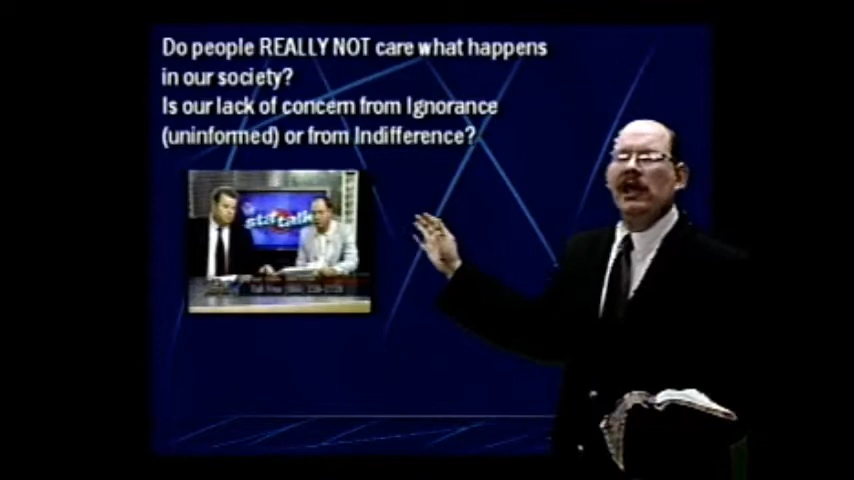 Do people REALLY NOT care what happens
in our society?
Is our lack of concern from Ignorance
(uninformed) or from Indifference?